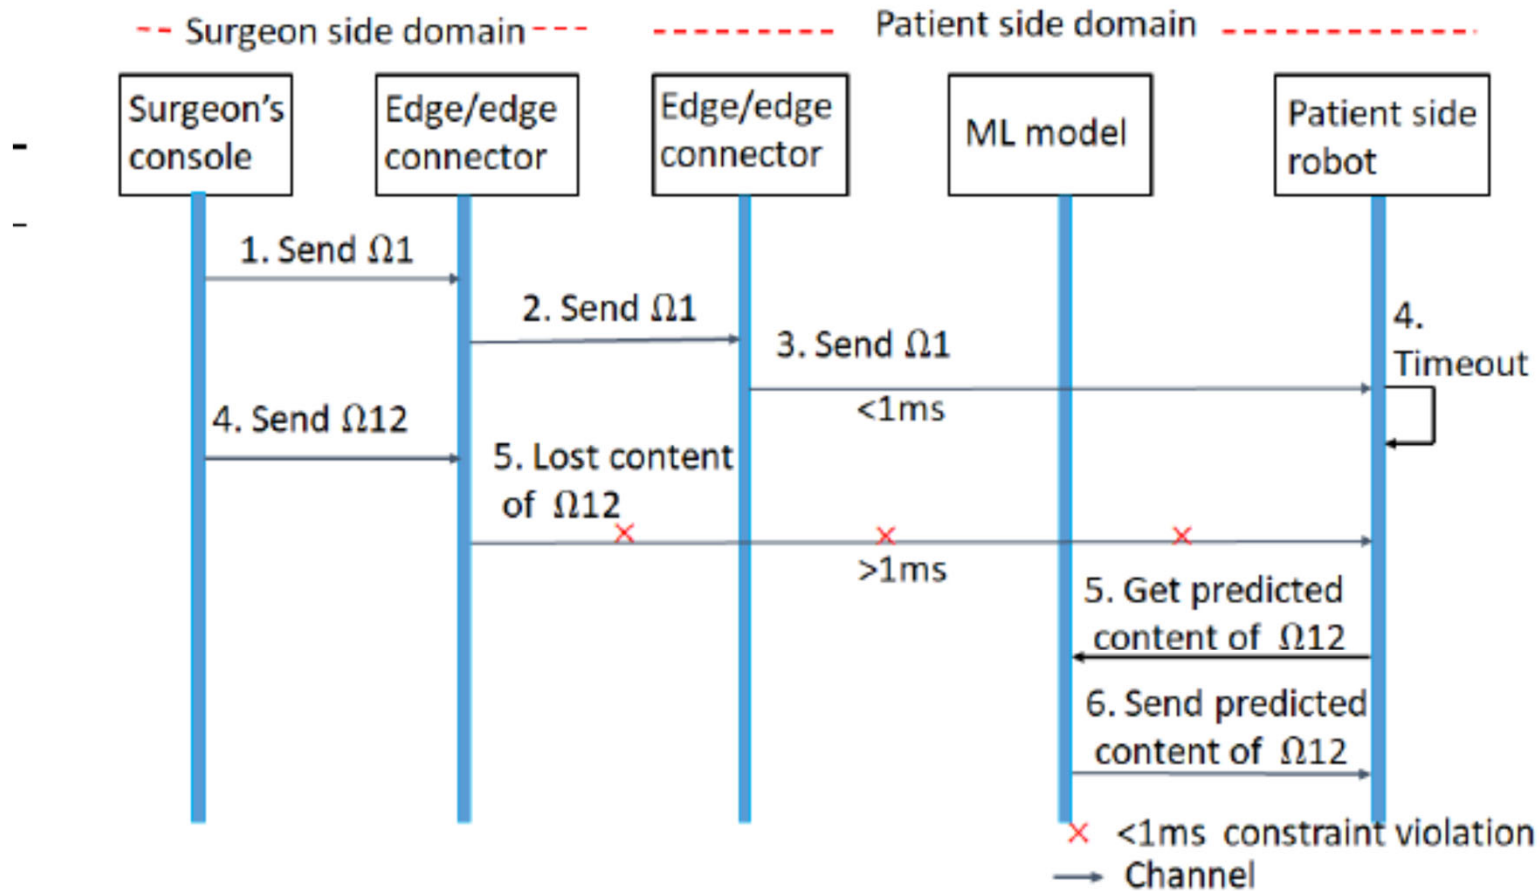 Surgeon side domain
Patient side domain
Surgeon's
console
Edge/edge
connector
Edge/edge
connector
ML model
Patient side
robot
1. Send Ω1
2. Send Ω1
3. Send Ω1
<1ms
4.
Timeout
4. Send Ω12
5. Lost content
of Ω12
>1ms
5. Get predicted
content of Ω12
6. Send predicted
content of Ω12
<1ms constraint violation
Channel